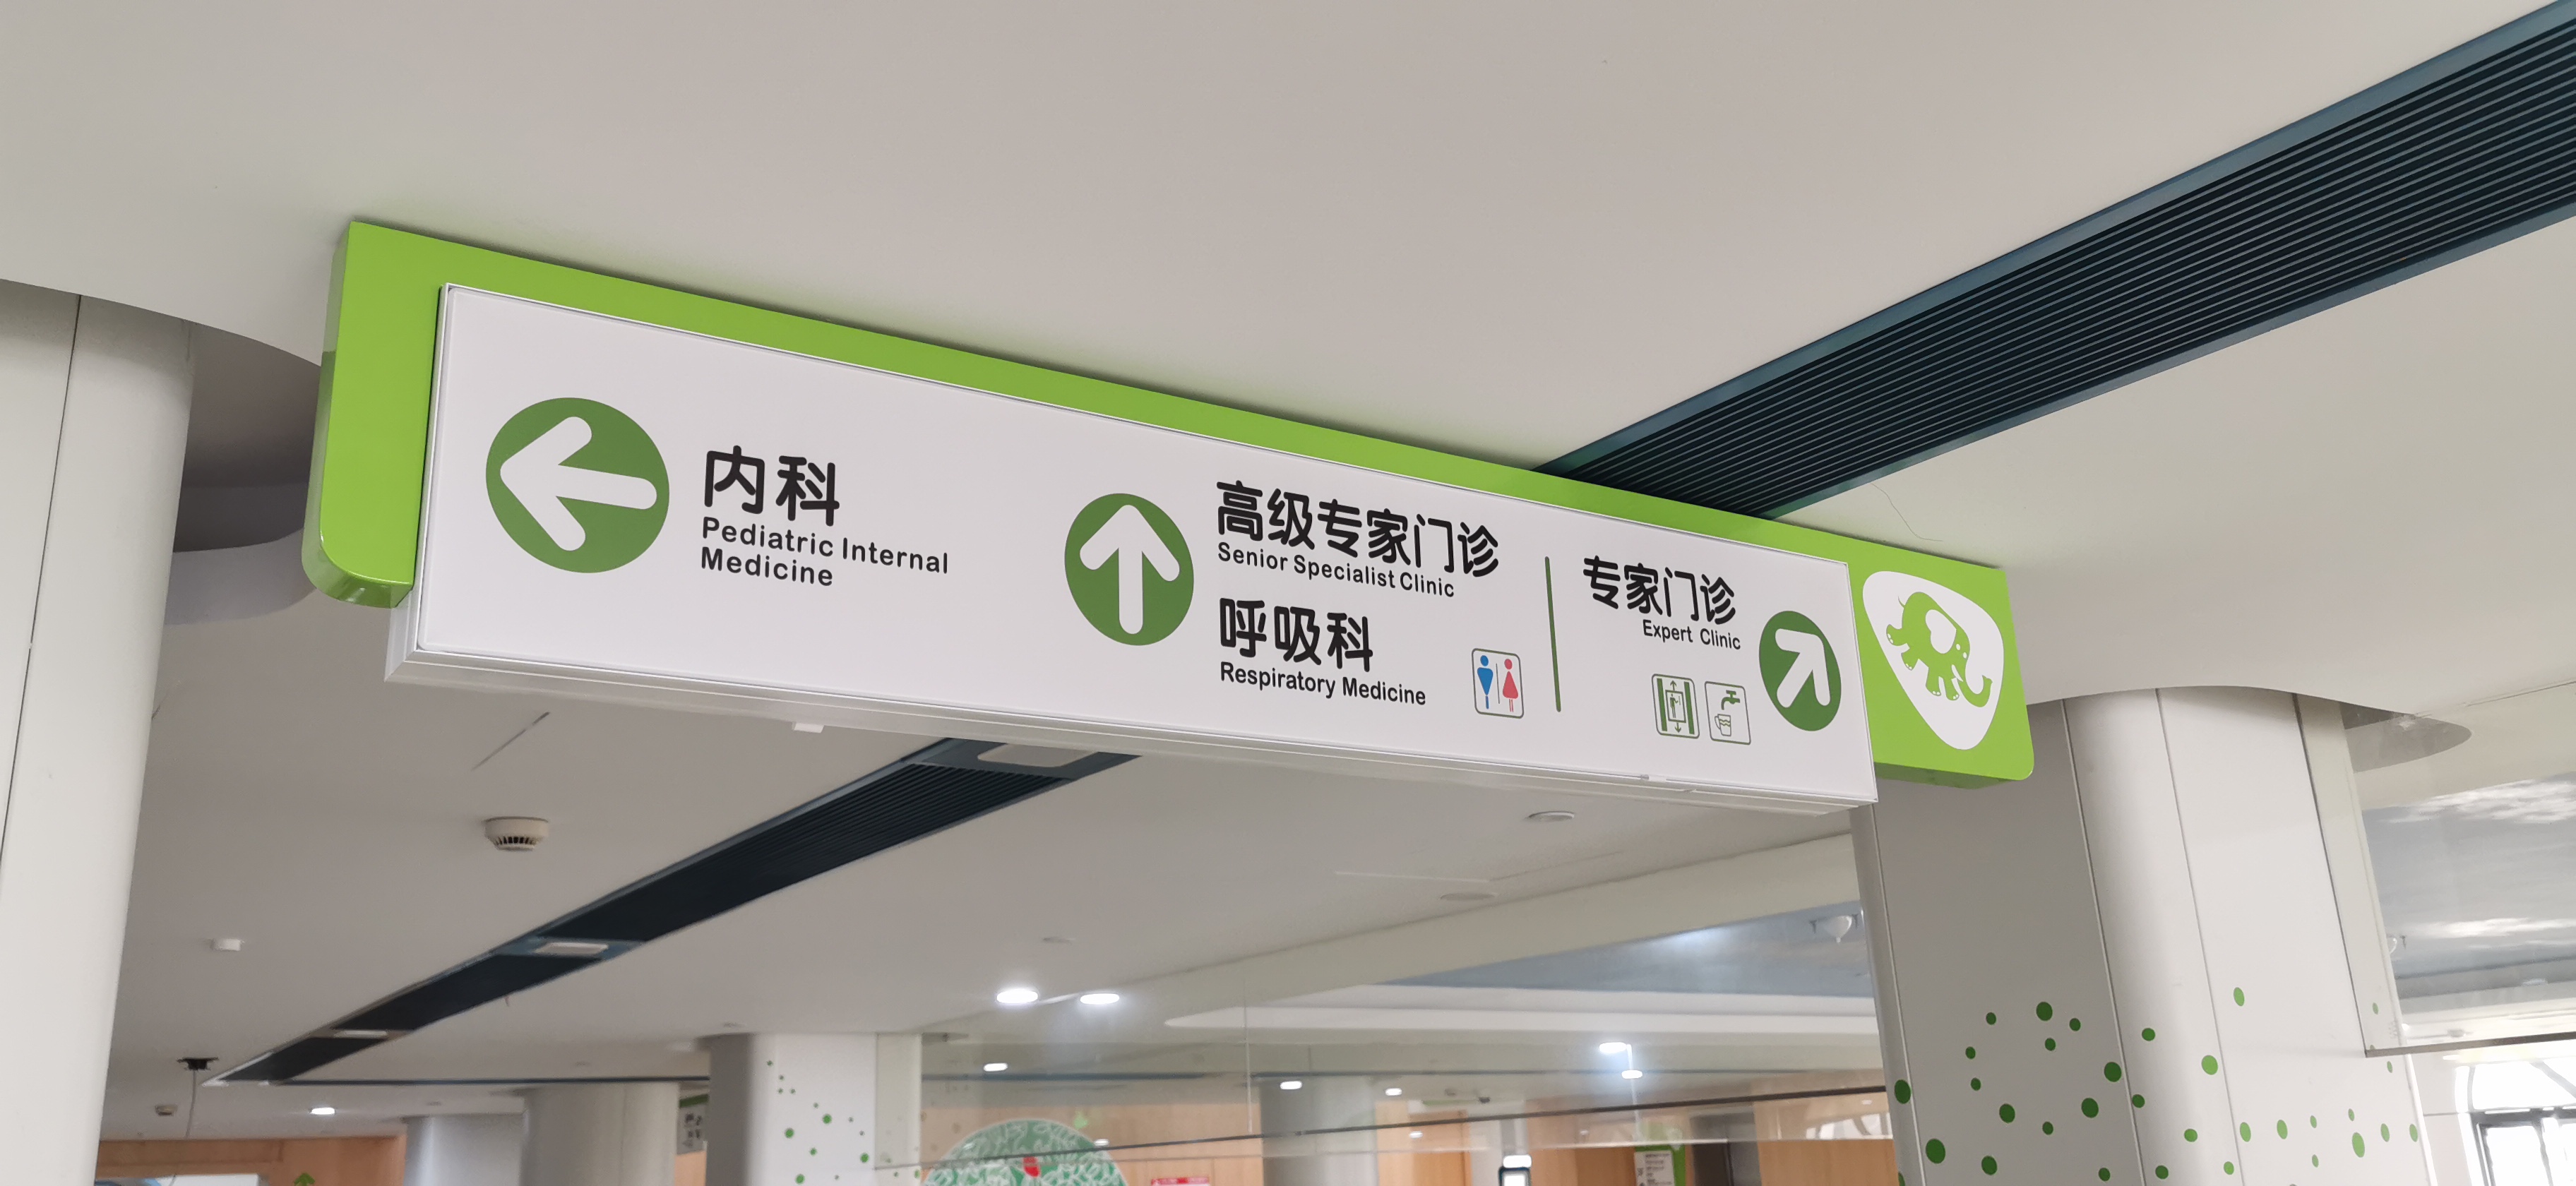 内科
Pediatric Internal
Medicine
高级专家门诊
Senior Specialist Clinic
呼吸科
Respiratory Medicine
专家门诊
Expert Clinic